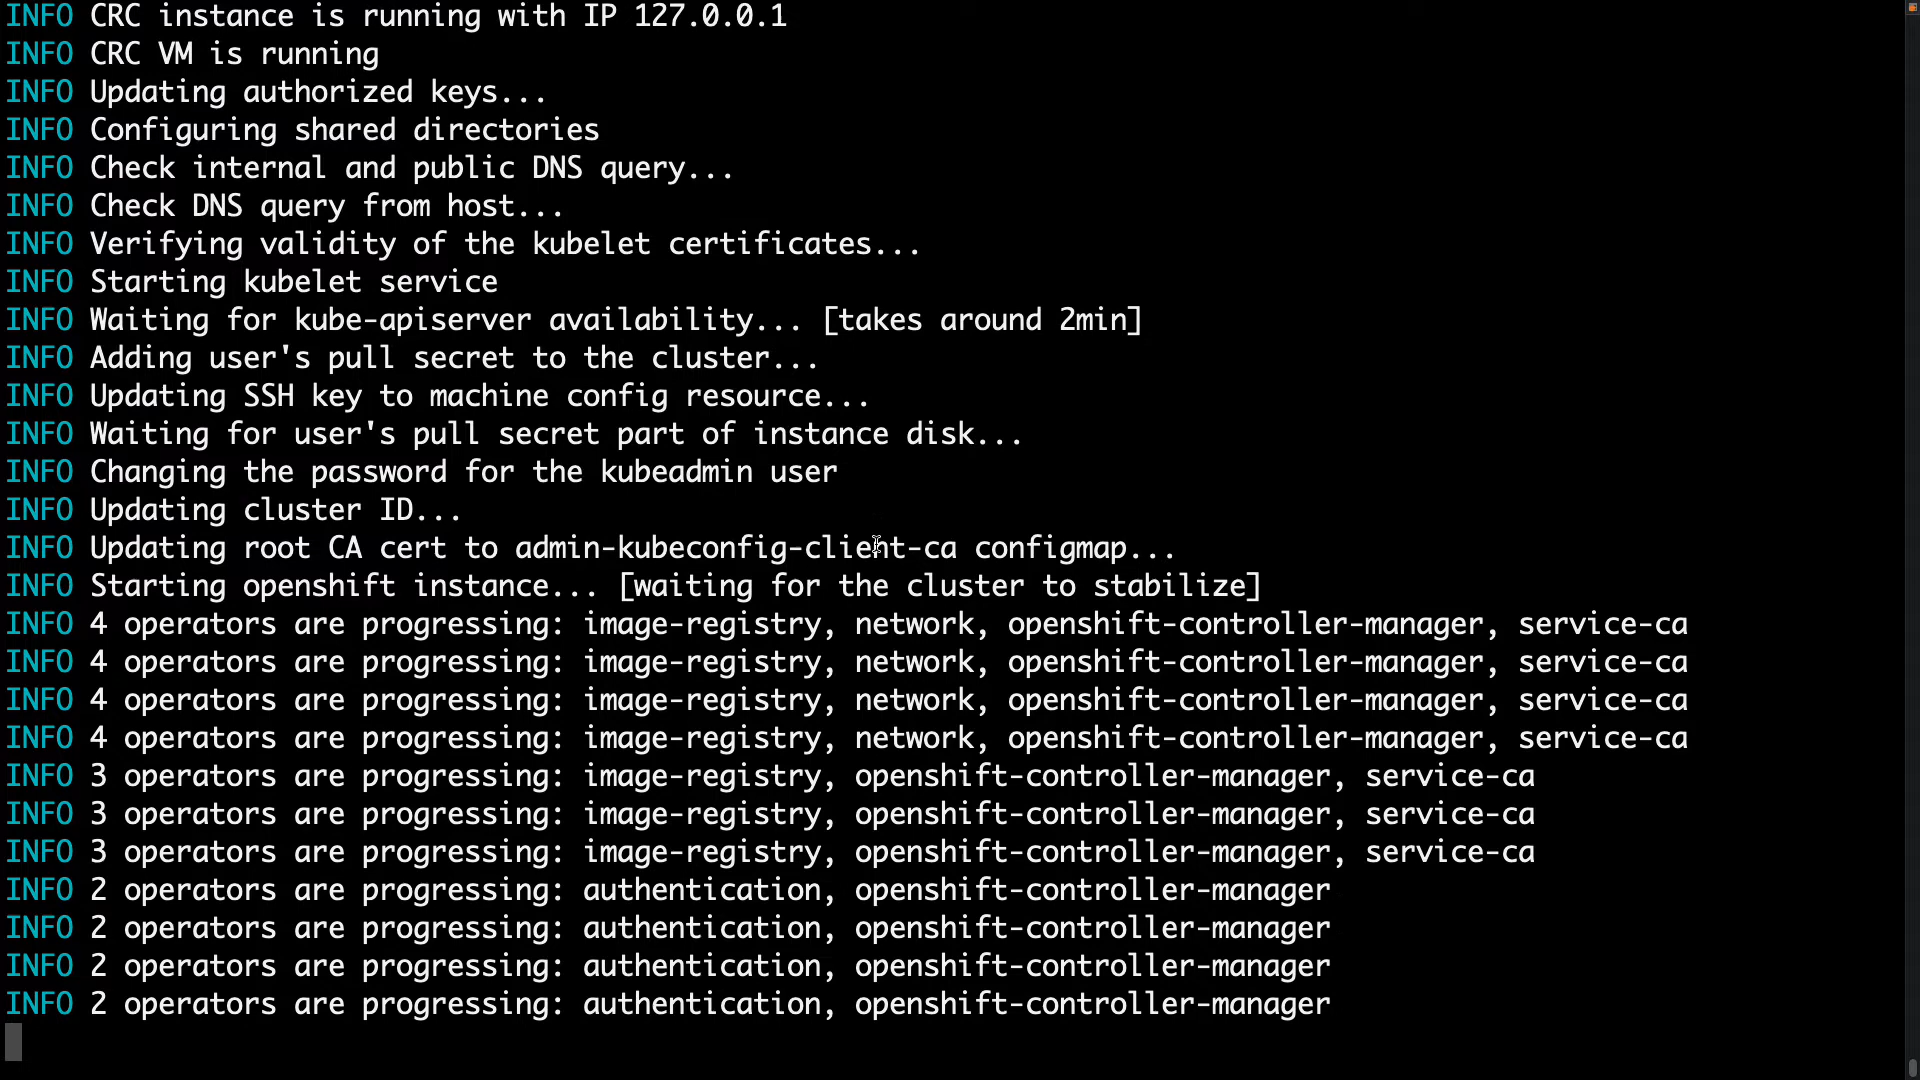 INFO CRC instance is running with IP 127.0.0.1
INFO CRC VM is running
INFO Updating authorized keys...
INFO Configuring shared directories
INFO Check internal and public DNS query...
INFO Check DNS query from host...
INFO Verifying validity of the kubelet certificates...
INFO Starting kubelet service
INFO Waiting for kube-apiserver availability... [takes around 2min]
INFO Adding user's pull secret to the cluster...
INFO Updating SSH key to machine config resource...
INFO Waiting for user's pull secret part of instance disk...
INFO Changing the password for the kubeadmin user
INFO Updating cluster ID...
INFO Updating root CA cert to admin-kubeconfig-client-ca configmap...
INFO Starting openshift instance... [waiting for the cluster to stabilize]
INFO 4 operators are progressing: image-registry, network, openshift-controller-manager, service-ca
INFO 4 operators are progressing: image-registry, network, openshift-controller-manager, service-ca
INFO 4 operators are progressing: image-registry, network, openshift-controller-manager, service-ca
INFO 4 operators are progressing: image-registry, network, openshift-controller-manager, service-ca
INFO 3 operators are progressing: image-registry, openshift-controller-manager, service-ca
INFO 3 operators are progressing: image-registry, openshift-controller-manager, service-ca
INFO 3 operators are progressing: image-registry, openshift-controller-manager, service-ca
INFO 2 operators are progressing: authentication, openshift-controller-manager
INFO 2 operators are progressing: authentication, openshift-controller-manager
INFO 2 operators are progressing: authentication, openshift-controller-manager
INFO 2 operators are progressing: authentication, openshift-controller-manager